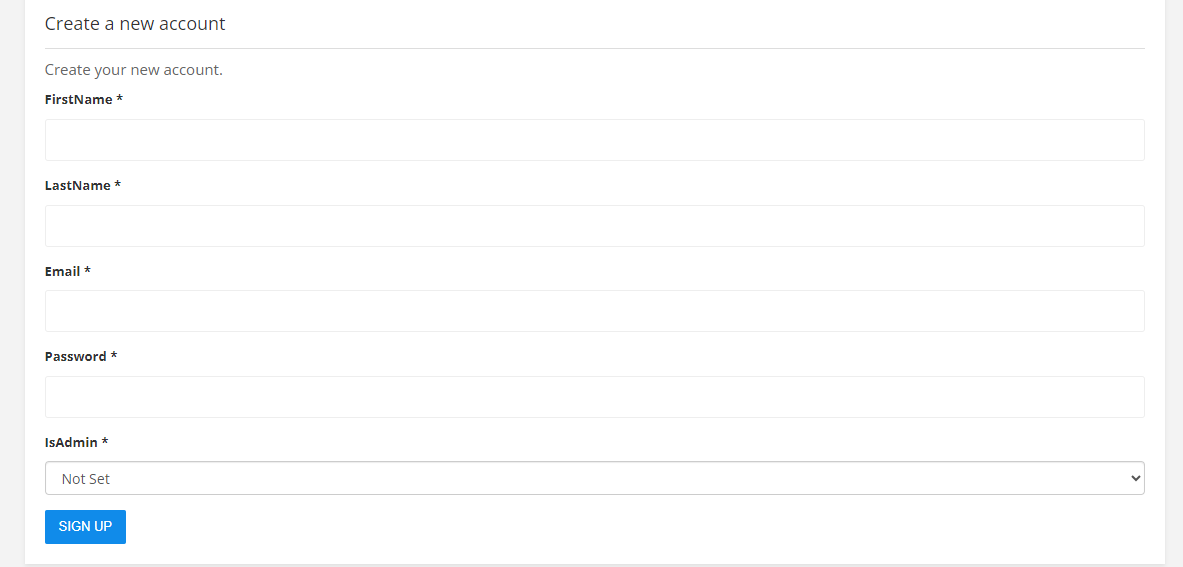 Create a new account
Create your new account.
FirstName *
LastName *
Email *
Password *
IsAdmin *
Not Set
SIGN UP